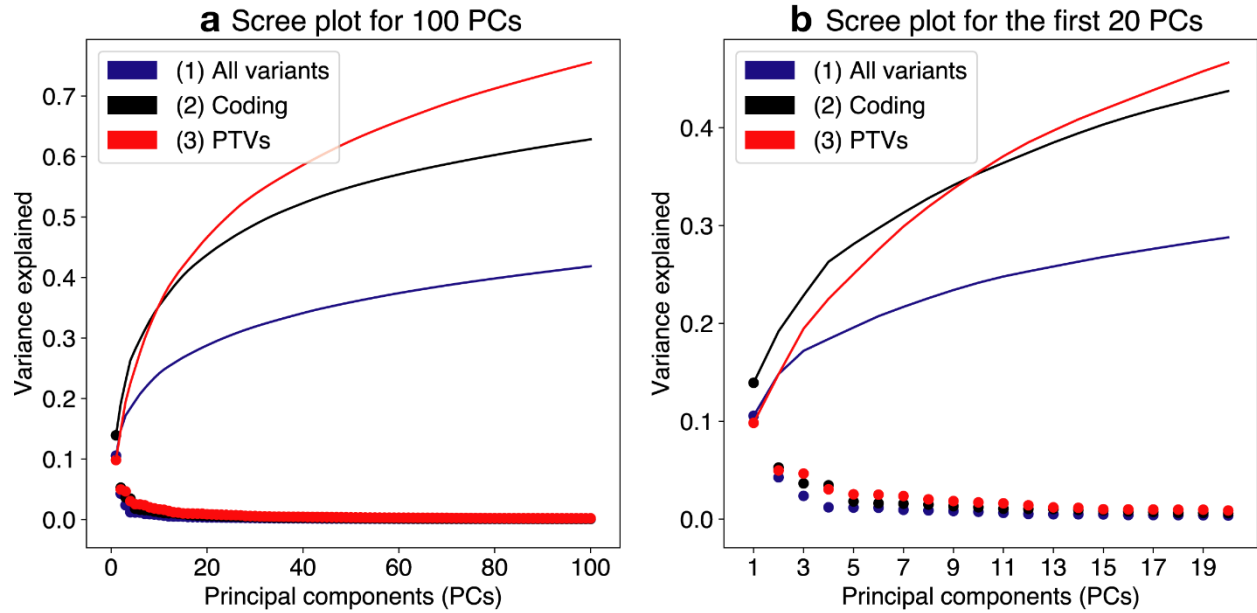 a Scree plot for 100 PCs
(1) All variants
(2) Coding
(3) PTVs
Variance explained
0.7
0.6
0.5
0.4
0.3
0.2
0.1
0.0
0 20 40 60 80 100
Principal components (PCs)
b Scree plot for the first 20 PCs
(1) All variants
(2) Coding
(3) PTVs
Variance explained
0.4
0.3
0.2
0.1
0.0
1 3 5 7 9 11 13 15 17 19
Principal components (PCs)